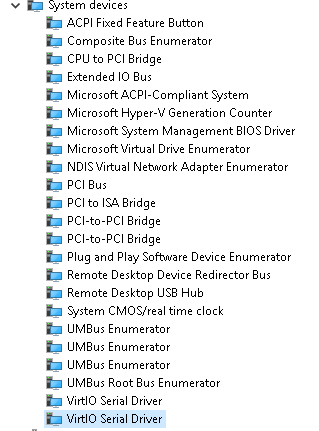 System devices
ACPI Fixed Feature Button
Composite Bus Enumerator
CPU to PCI Bridge
Extended IO Bus
Microsoft ACPI-Compliant System
Microsoft Hyper-V Generation Counter
Microsoft System Management BIOS Driver
Microsoft Virtual Drive Enumerator
NDIS Virtual Network Adapter Enumerator
PCI Bus
PCI to ISA Bridge
PCI-to-PCI Bridge
PCI-to-PCI Bridge
Plug and Play Software Device Enumerator
Remote Desktop Device Redirector Bus
Remote Desktop USB Hub
System CMOS/real time clock
UMBus Enumerator
UMBus Enumerator
UMBus Enumerator
UMBus Root Bus Enumerator
VirtIO Serial Driver
VirtIO Serial Driver